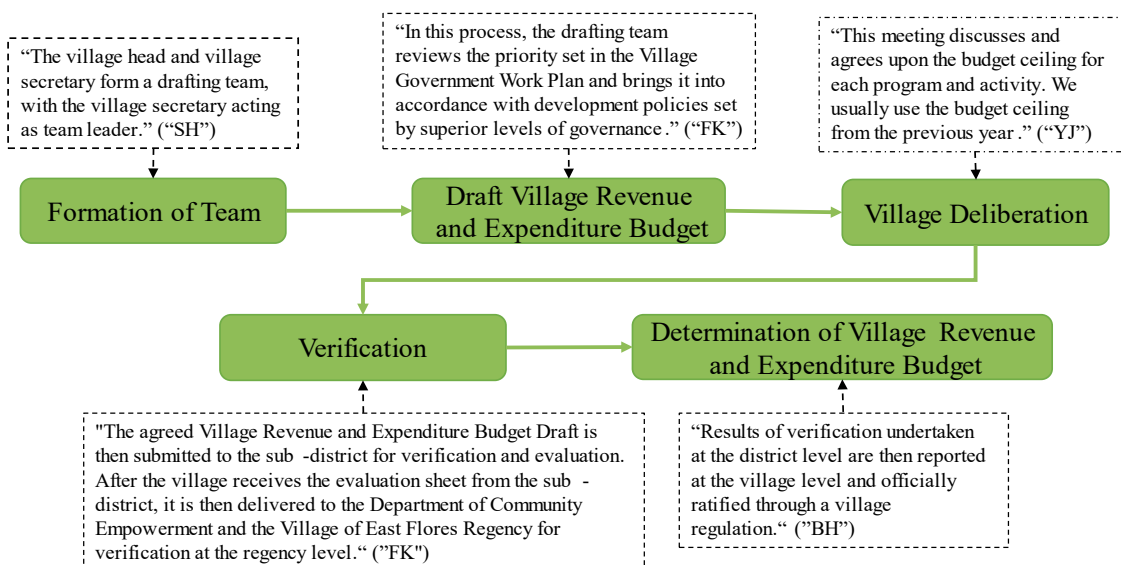 “The village head and village
secretary form a drafting team,
with the village secretary acting
as team leader.” (“SH”)
“In this process, the drafting team
reviews the priority set in the Village
Government Work Plan and brings it into
accordance with development policies set
by superior levels of governance .” (“FK”)
“This meeting discusses and
agrees upon the budget ceiling for
each program and activity. We
usually use the budget ceiling
from the previous year .” (“YJ”)
Formation of Team
Draft Village Revenue
and Expenditure Budget
Village Deliberation
Verification
Determination of Village Revenue
and Expenditure Budget
"The agreed Village Revenue and Expenditure Budget Draft is
then submitted to the sub -district for verification and evaluation.
After the village receives the evaluation sheet from the sub -
district, it is then delivered to the Department of Community
Empowerment and the Village of East Flores Regency for
verification at the regency level.“ (”FK")
“Results of verification undertaken
at the district level are then reported
at the village level and officially
ratified through a village
regulation.“ (”BH”)